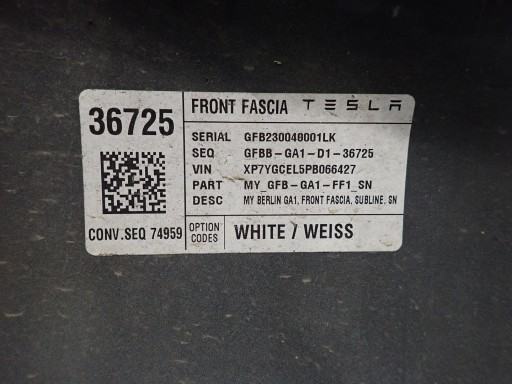 36725
FRONT FASCIA TESLA
SERIAL GFB230048001LK
SEQ GFBB-GA1-D1-36725
VIN XP7YGCEL5PB066427
PART MY_GFB-GA1-FF1_SN
DESC MY BERLIN GA1, FRONT FASCIA, SUBLINE, SN
CONV.SEQ 74959
OPTION CODES
WHITE / WEISS